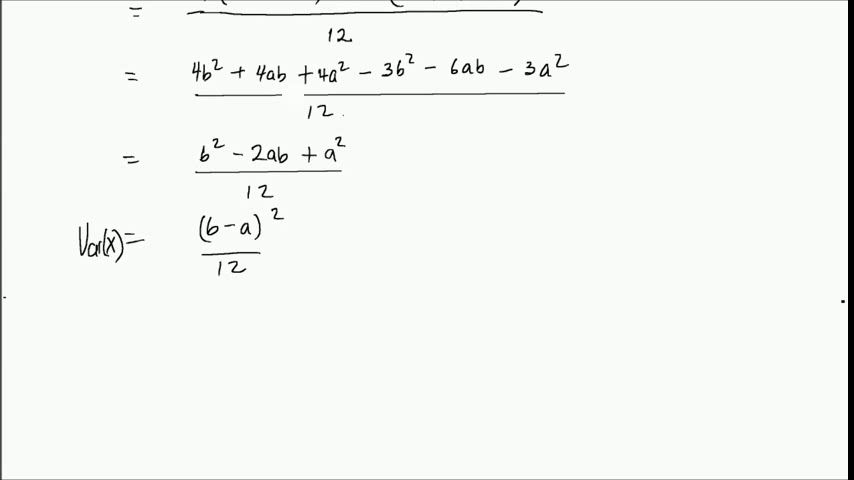 =
12
= 4b² + 4ab + 4a² - 3b² - 6ab - 3a²
12
= b² - 2ab + a²
12
Var(x) = (b-a)²
12